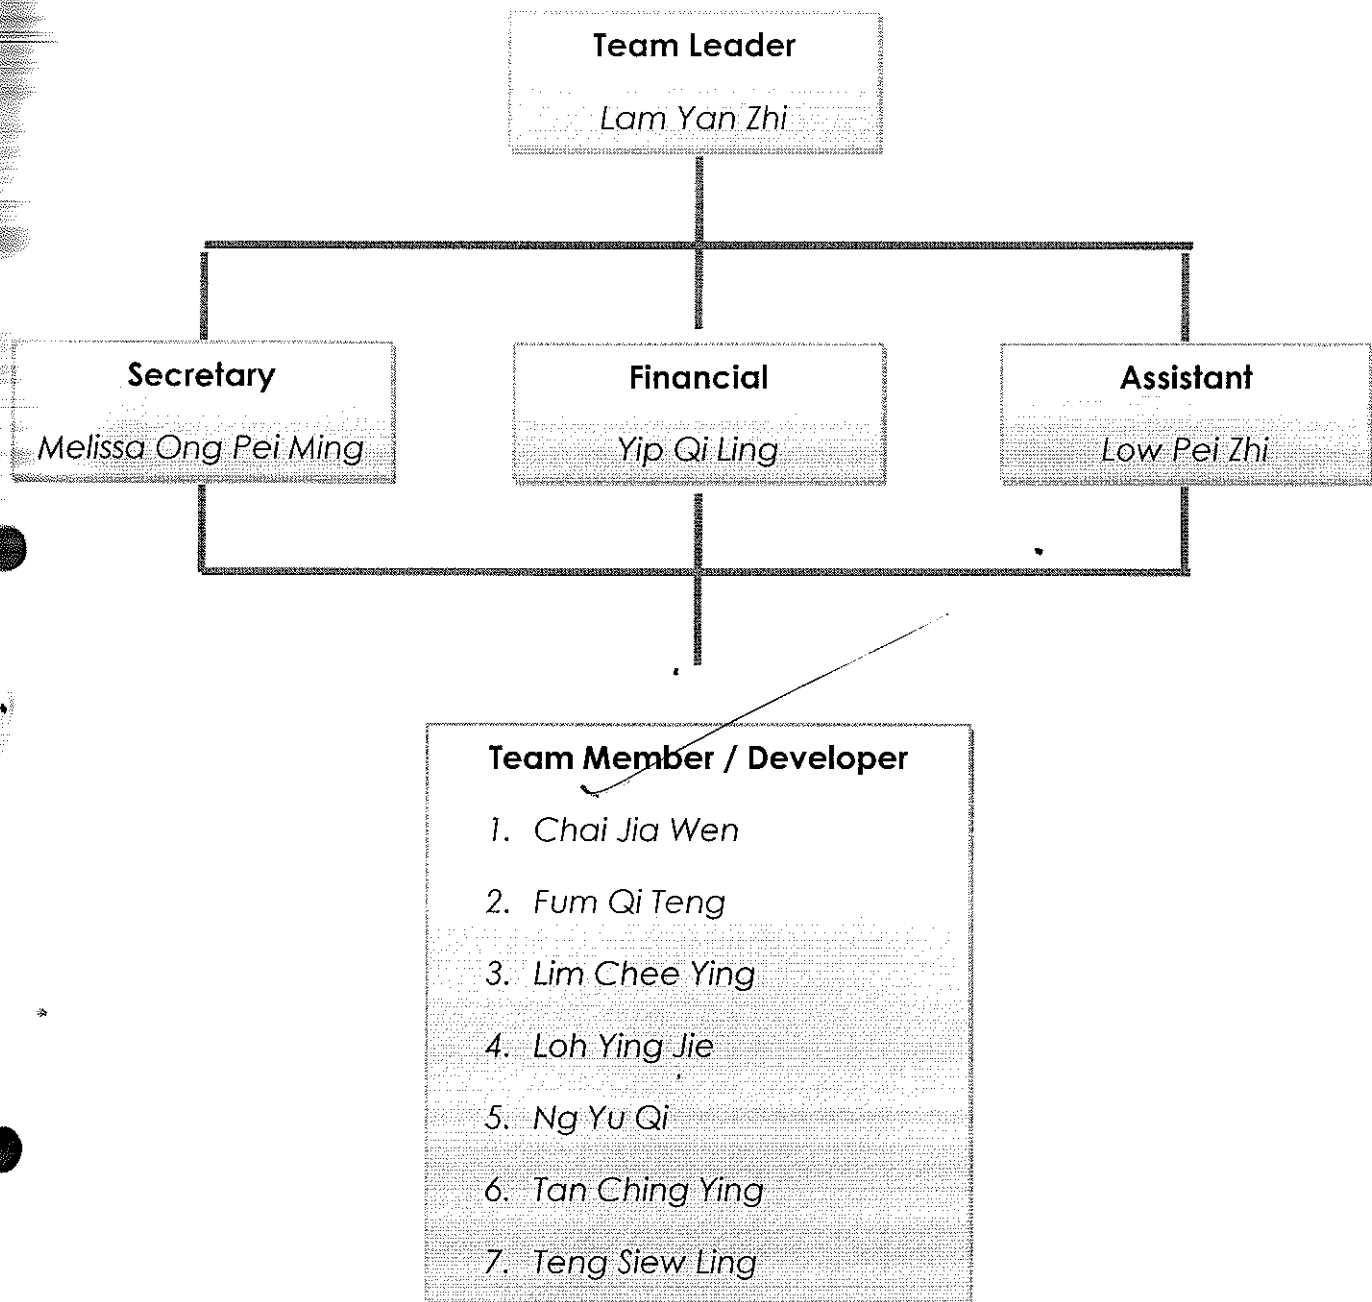 Team Leader
Lam Yan Zhi
Secretary
Melissa Ong Pei Ming
Financial
Yip Qi Ling
Assistant
Low Pei Zhi
Team Member / Developer
1. Chai Jia Wen
2. Fum Qi Teng
3. Lim Chee Ying
4. Loh Ying Jie
5. Ng Yu Qi
6. Tan Ching Ying
7. Teng Siew Ling